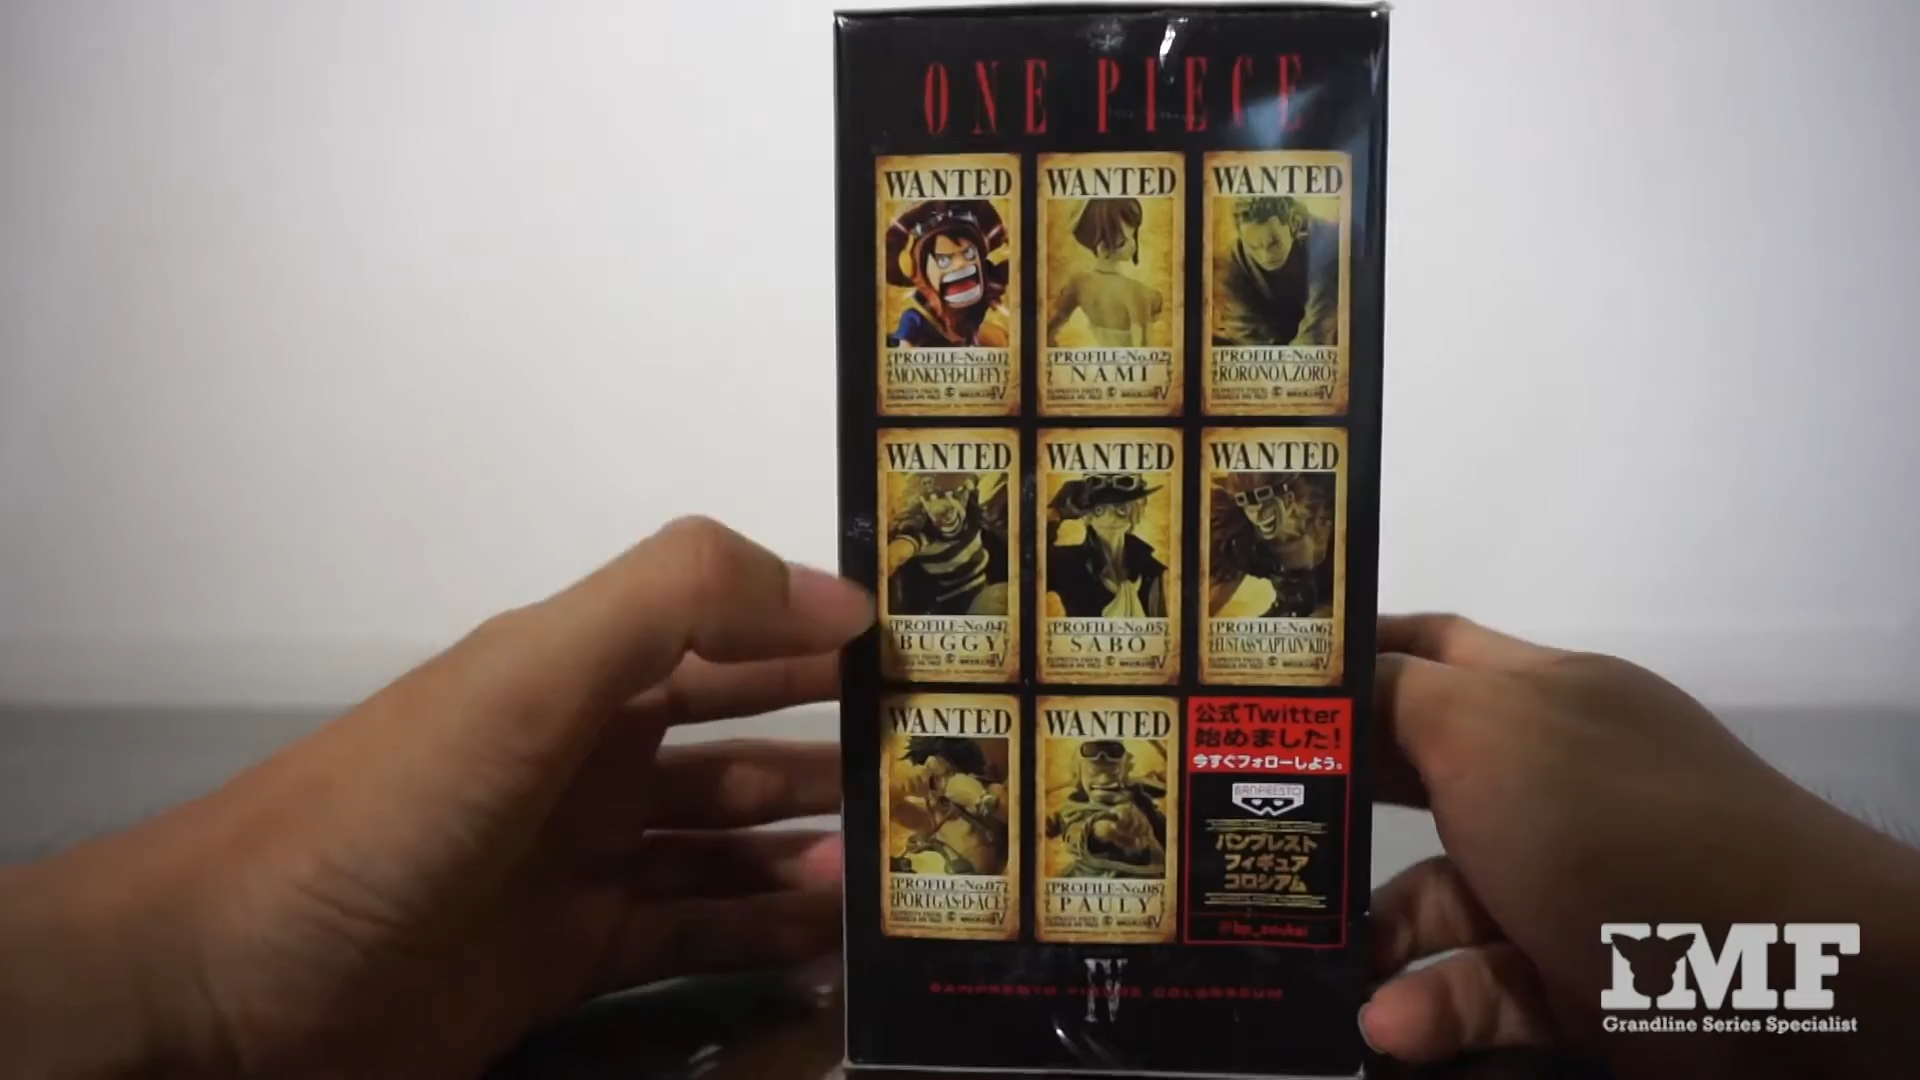 ONE PIECE
WANTED
PROFILE-No.01
MONKEY·D·LUFFY
WANTED
PROFILE-No.02
NAMI
WANTED
PROFILE-No.03
RORONOA.ZORO
WANTED
PROFILE-No.04
BUGGY
WANTED
PROFILE-No.05
SABO
WANTED
PROFILE-No.06
EUSTASS"CAPTAIN"KID
WANTED
PROFILE-No.07
PORTGAS·D·ACE
WANTED
PROFILE-No.08
PAULY
公式Twitter
始めました!
今すぐフォローしよう。
BANPRESTO
バンプレスト
フィギュア
コロシアム
@bp_zoukei
IV
BANPRESTO FIGURE COLOSSEUM
IMF
Grandline Series Specialist